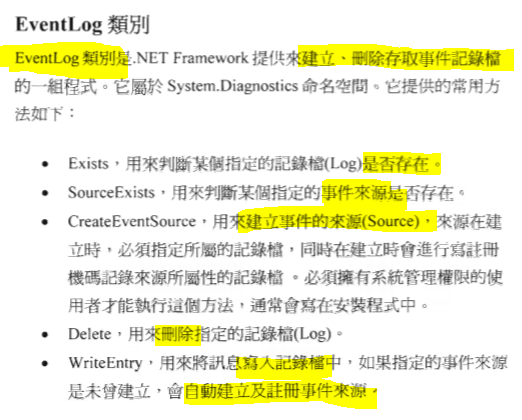 EventLog 類別
EventLog 類別是.NET Framework 提供來建立、刪除存取事件記錄檔
的一組程式。它屬於 System.Diagnostics 命名空間。它提供的常用方
法如下：
• Exists，用來判斷某個指定的記錄檔(Log)是否存在。
• SourceExists，用來判斷某個指定的事件來源是否存在。
• CreateEventSource，用來建立事件的來源(Source)，來源在建
立時，必須指定所屬的記錄檔，同時在建立時會進行寫註冊
機碼記錄來源所屬性的記錄檔 。必須擁有系統管理權限的使
用者才能執行這個方法，通常會寫在安裝程式中。
• Delete，用來刪除指定的記錄檔(Log)。
• WriteEntry，用來將訊息寫入記錄檔中，如果指定的事件來源
是未曾建立，會自動建立及註冊事件來源。